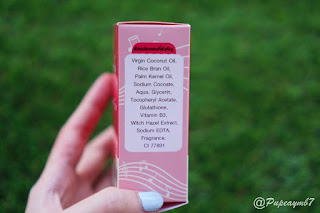 Virgin Coconut Oil,
Rice Bran Oil,
Palm Kernel Oil,
Sodium Cocoate,
Aqua, Glycerin,
Tocopheryl Acetate,
Glutathione,
Vitamin B3,
Witch Hazel Extract,
Sodium EDTA,
Fragrance,
CI 77891
@Pupcaymb7